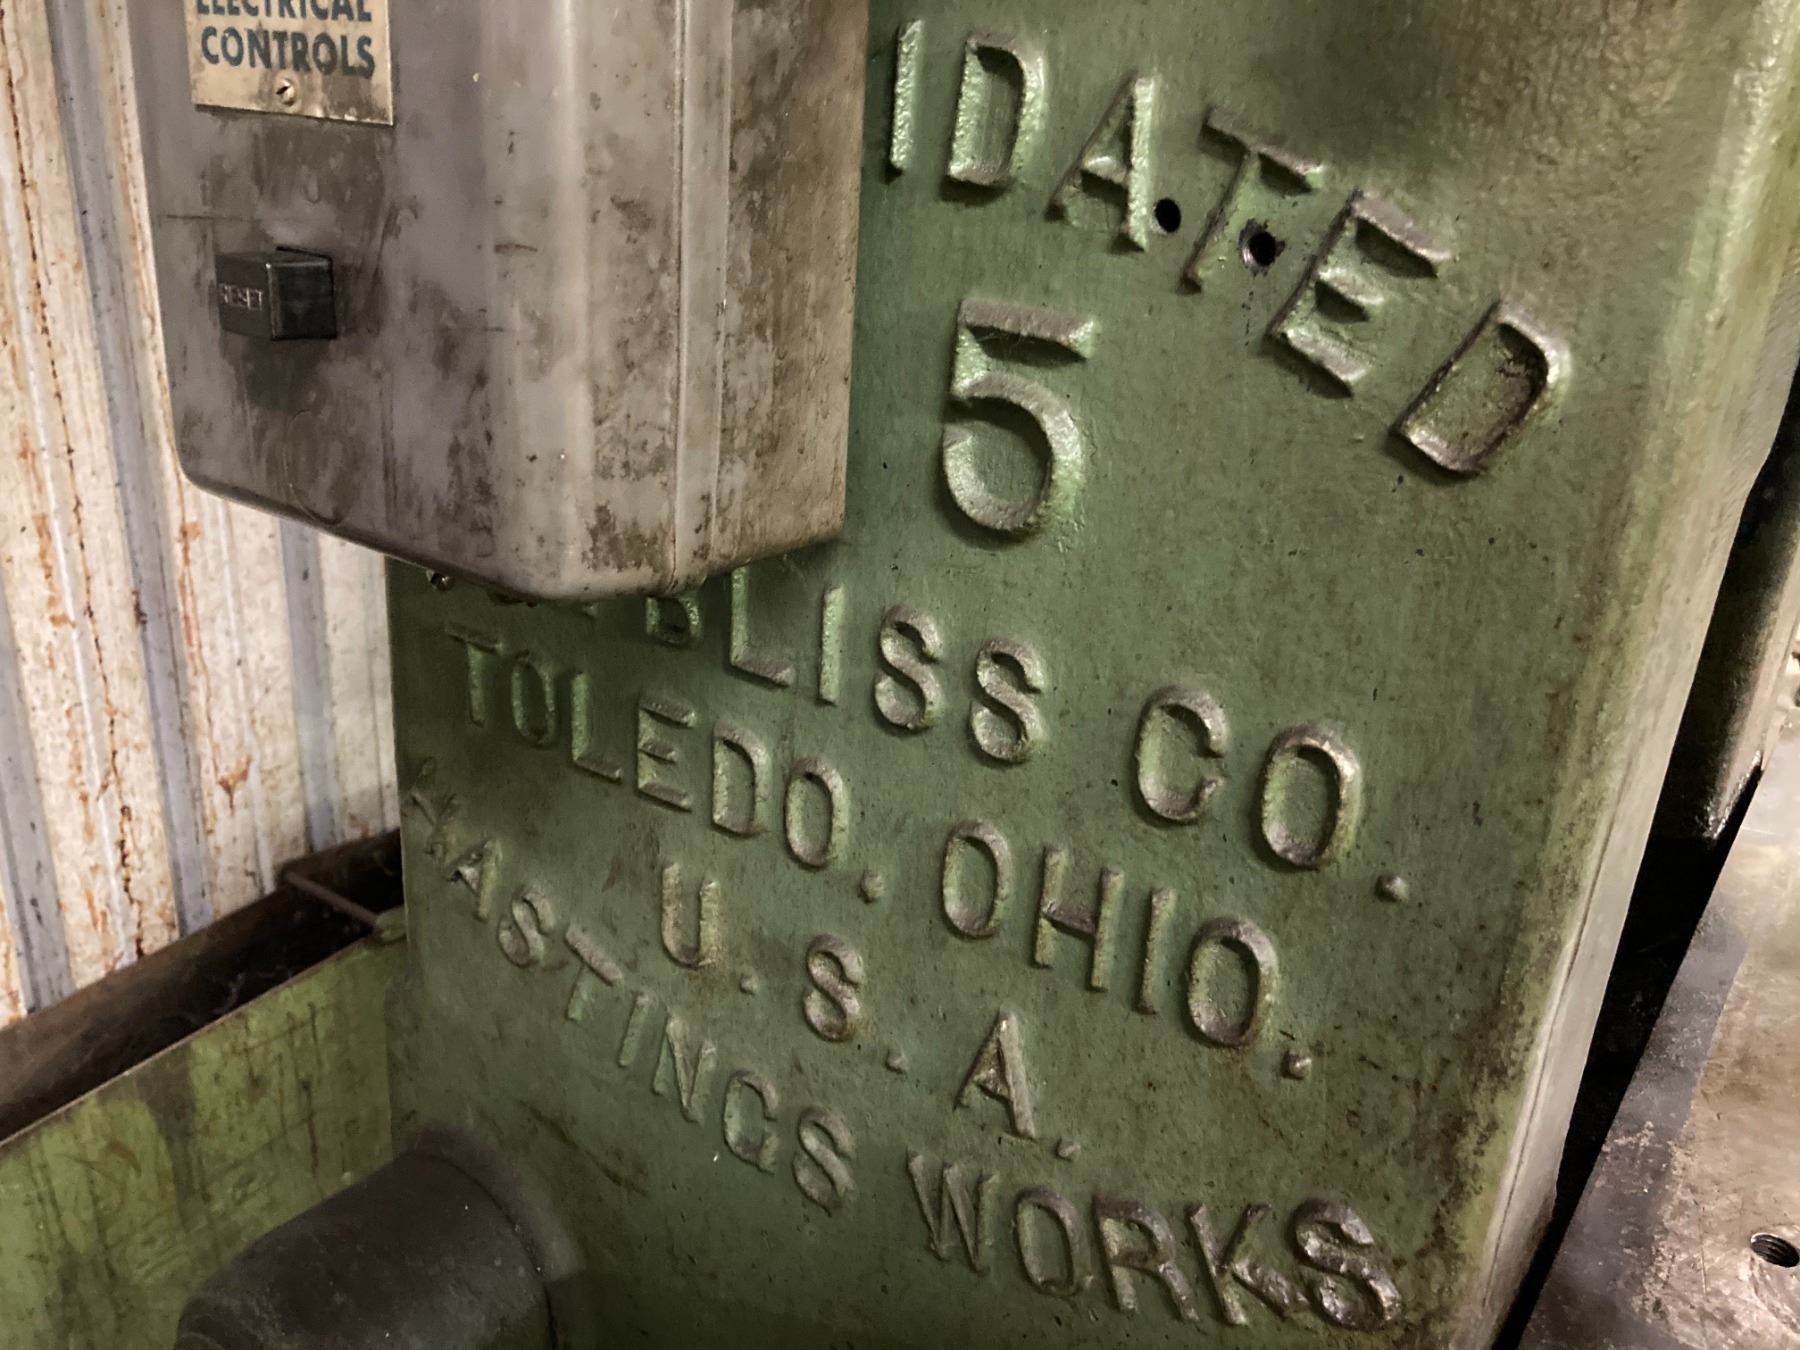 ELECTRICAL
CONTROLS
RESET
IDATED
5
BLISS CO.
TOLEDO. OHIO.
U.S.A.
HASTINGS WORKS